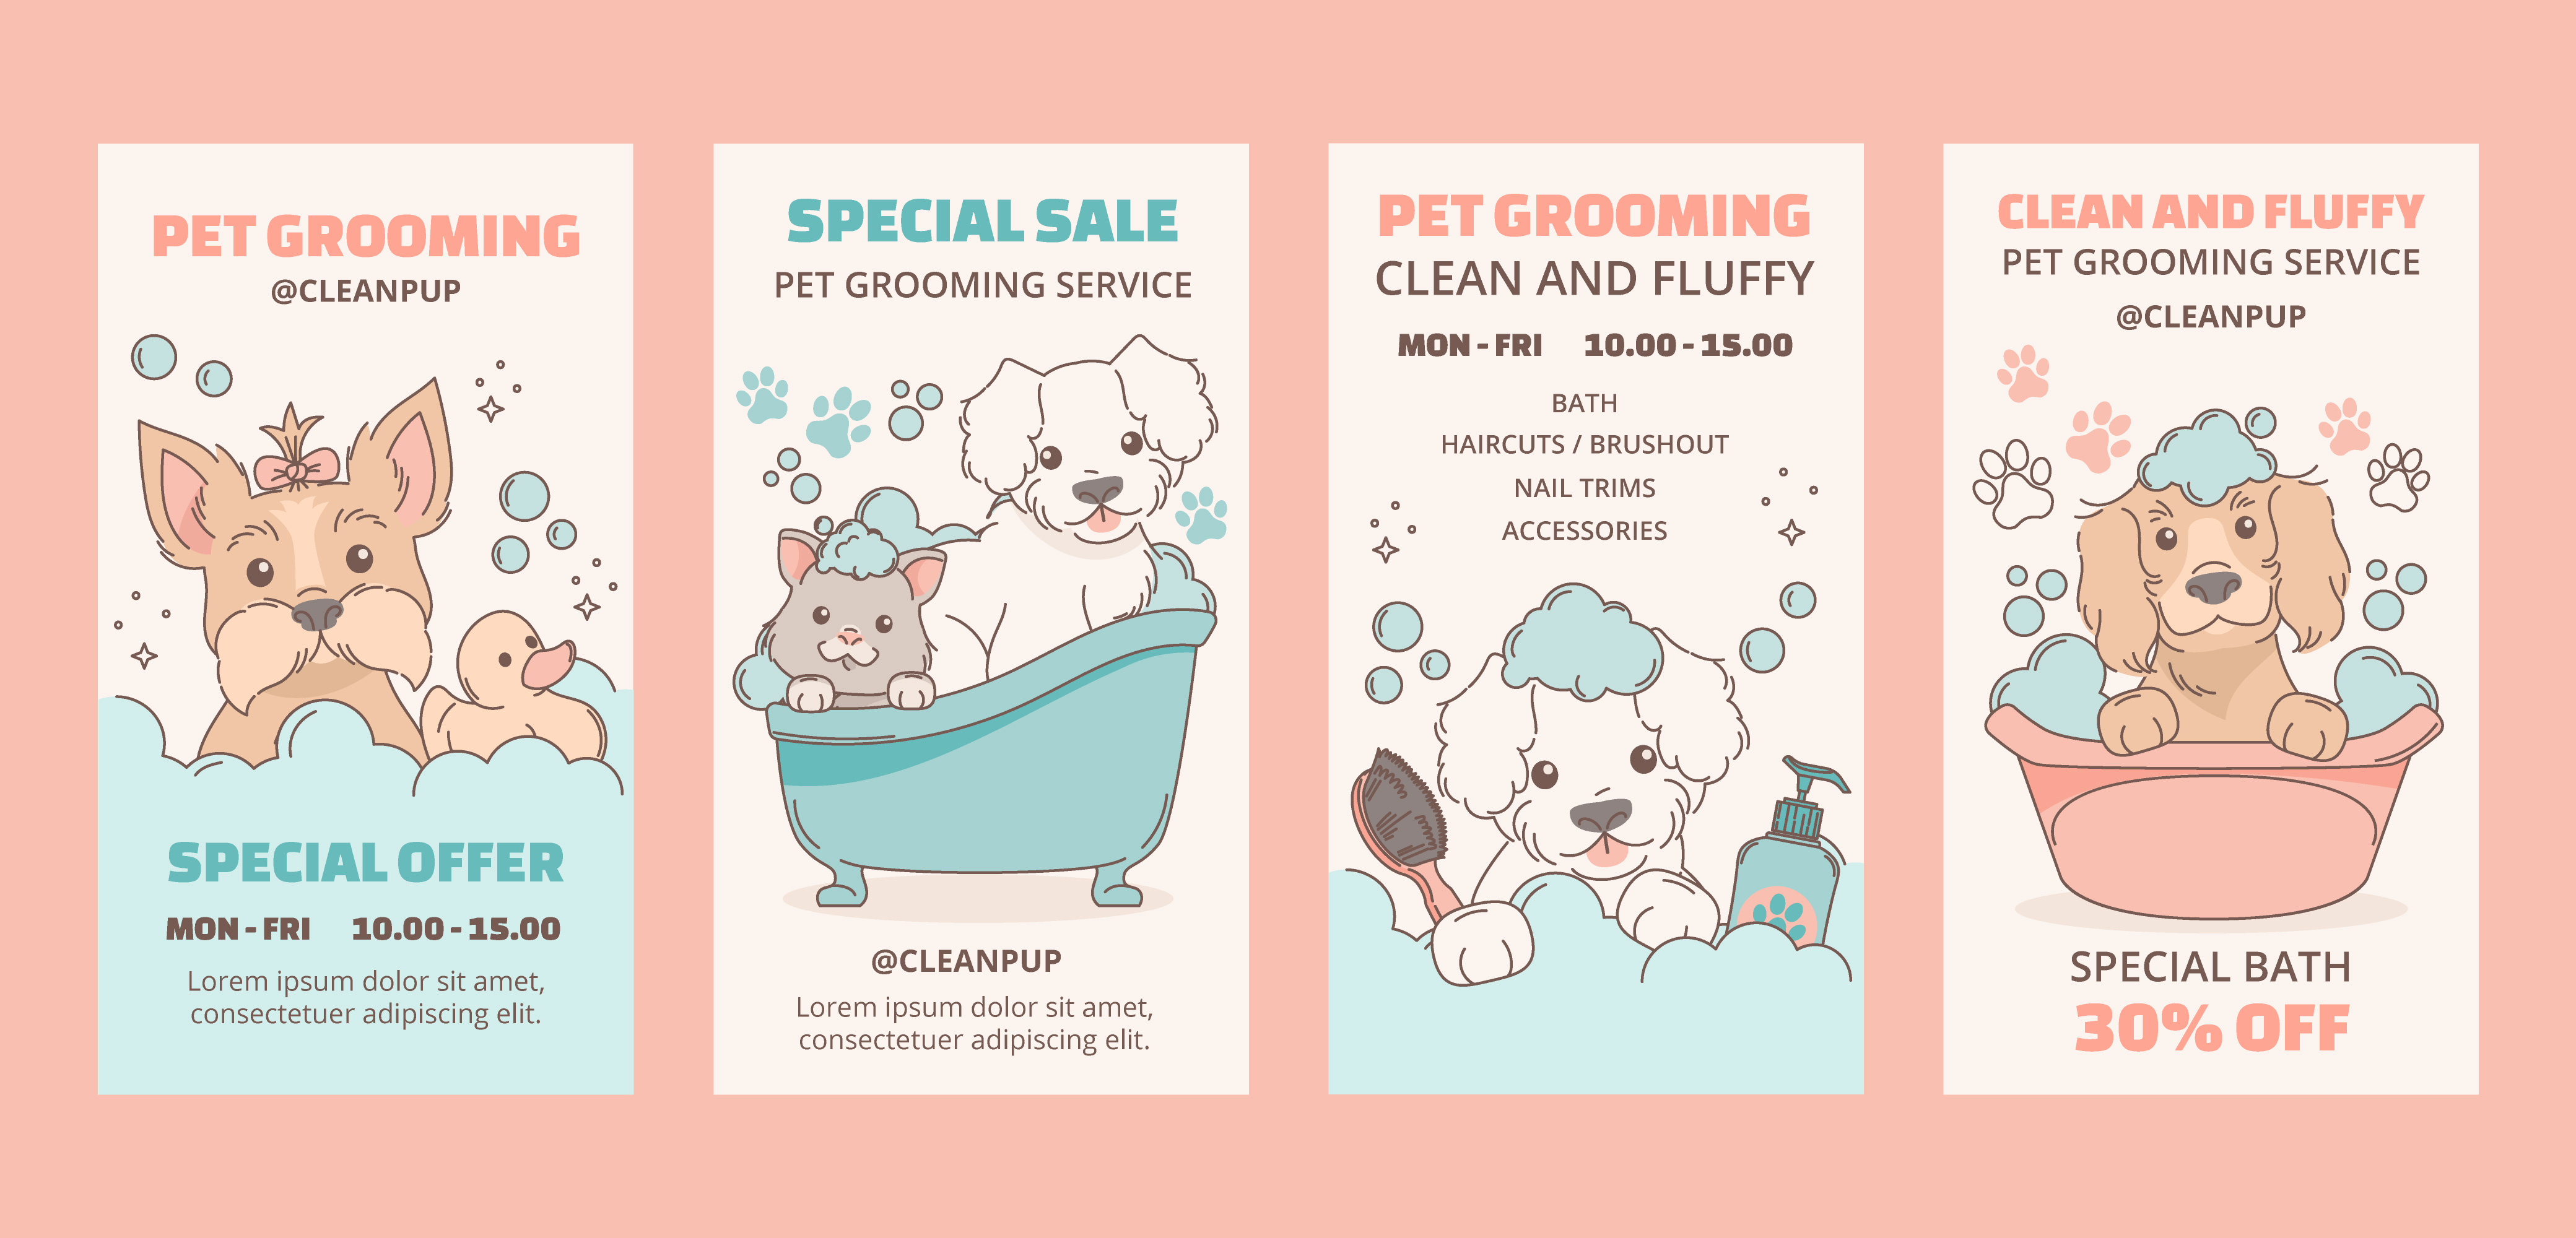 PET GROOMING
@CLEANPUP
SPECIAL OFFER
MON - FRI 10.00 - 15.00
Lorem ipsum dolor sit amet,
consectetuer adipiscing elit.
SPECIAL SALE
PET GROOMING SERVICE
@CLEANPUP
Lorem ipsum dolor sit amet,
consectetuer adipiscing elit.
PET GROOMING
CLEAN AND FLUFFY
MON - FRI 10.00 - 15.00
BATH
HAIRCUTS / BRUSHOUT
NAIL TRIMS
ACCESSORIES
CLEAN AND FLUFFY
PET GROOMING SERVICE
@CLEANPUP
SPECIAL BATH
30% OFF